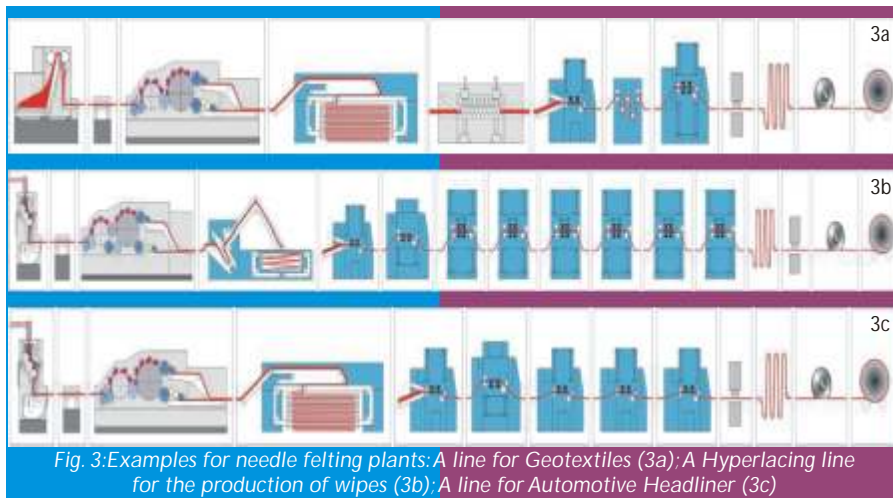 3a
3b
3c
Fig. 3:Examples for needle felting plants: A line for Geotextiles (3a); A Hyperlacing line
for the production of wipes (3b); A line for Automotive Headliner (3c)